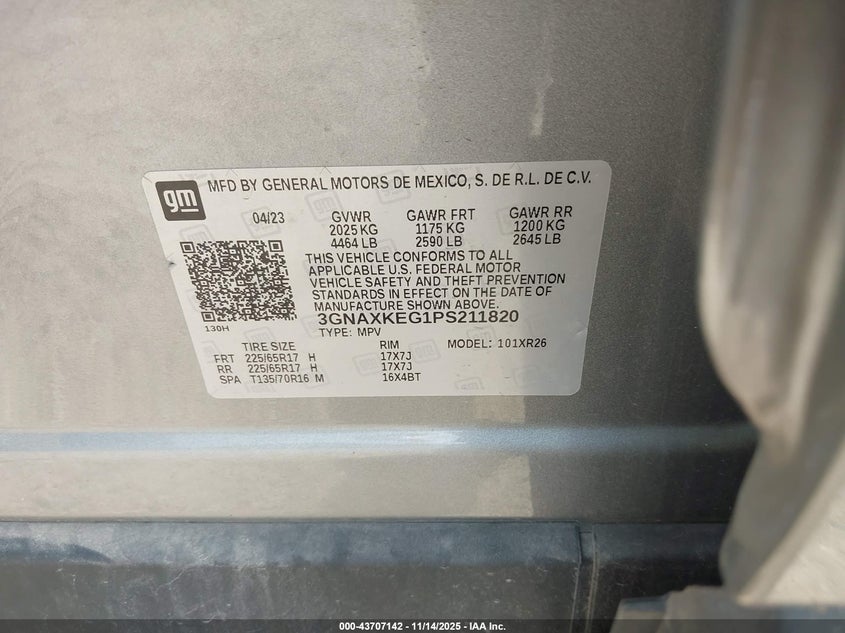 gm MFD BY GENERAL MOTORS DE MEXICO, S. DE R.L. DE C.V.
04/23 GVWR GAWR FRT GAWR RR
2025 KG 1175 KG 1200 KG
4464 LB 2590 LB 2645 LB
THIS VEHICLE CONFORMS TO ALL
APPLICABLE U.S. FEDERAL MOTOR
VEHICLE SAFETY AND THEFT PREVENTION
STANDARDS IN EFFECT ON THE DATE OF
MANUFACTURE SHOWN ABOVE.
130H 3GNAXKEG1PS211820
TYPE: MPV
TIRE SIZE RIM MODEL: 101XR26
FRT 225/65R17 H 17X7J
RR 225/65R17 H 17X7J
SPA T135/70R16 M 16X4BT
000-43707142 - 11/14/2025 - IAA Inc.